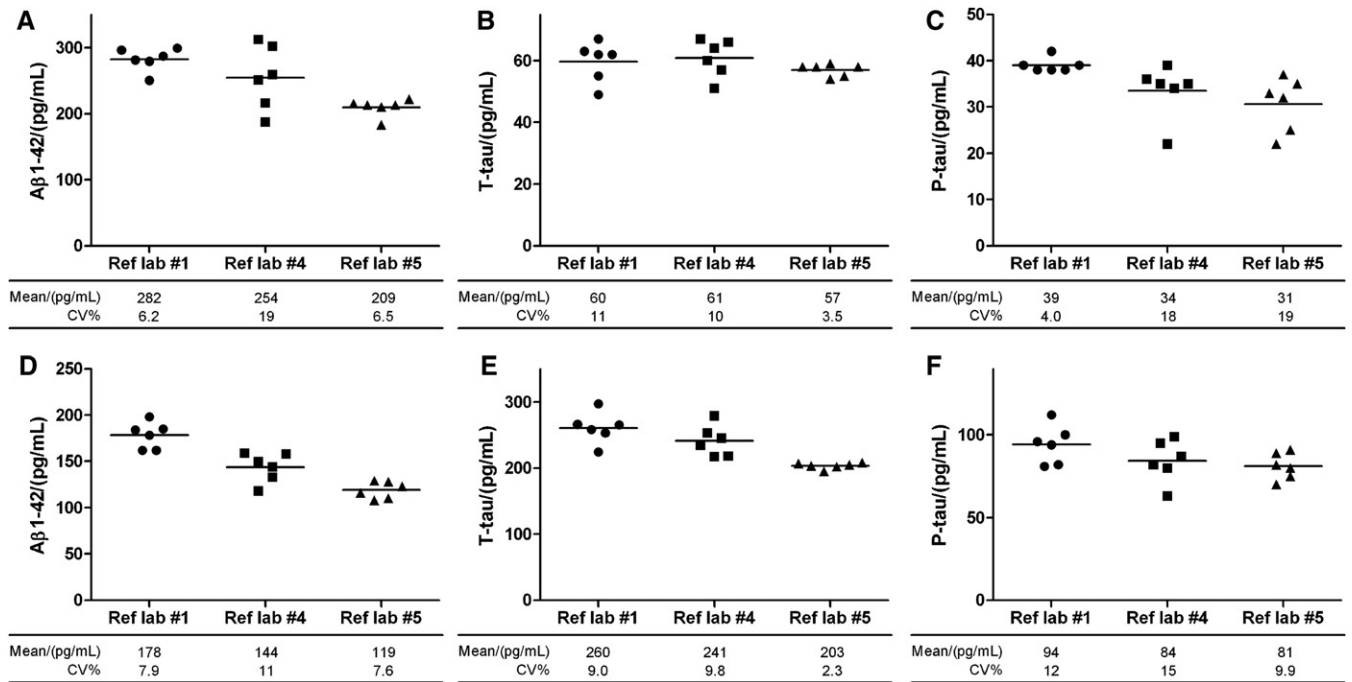 A
Aβ1-42/(pg/mL)
300
200
100
0
Ref lab #1 Ref lab #4 Ref lab #5
Mean/(pg/mL) 282 254 209
CV% 6.2 19 6.5
B
T-tau/(pg/mL)
60
40
20
0
Ref lab #1 Ref lab #4 Ref lab #5
Mean/(pg/mL) 60 61 57
CV% 11 10 3.5
C
P-tau/(pg/mL)
50
40
30
20
10
0
Ref lab #1 Ref lab #4 Ref lab #5
Mean/(pg/mL) 39 34 31
CV% 4.0 18 19
D
Aβ1-42/(pg/mL)
250
200
150
100
50
0
Ref lab #1 Ref lab #4 Ref lab #5
Mean/(pg/mL) 178 144 119
CV% 7.9 11 7.6
E
T-tau/(pg/mL)
300
200
100
0
Ref lab #1 Ref lab #4 Ref lab #5
Mean/(pg/mL) 260 241 203
CV% 9.0 9.8 2.3
F
P-tau/(pg/mL)
100
50
0
Ref lab #1 Ref lab #4 Ref lab #5
Mean/(pg/mL) 94 84 81
CV% 12 15 9.9